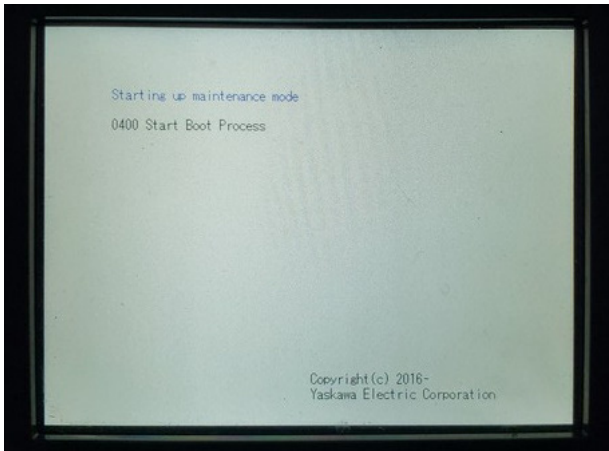 Starting up maintenance mode
0400 Start Boot Process
Copyright(c) 2016-
Yaskawa Electric Corporation